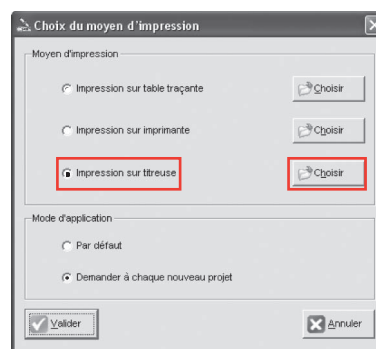 Choix du moyen d'impression
Moyen d'impression
Impression sur table traçante
Choisir
Impression sur imprimante
Choisir
Impression sur titreuse
Choisir
Mode d'application
Par défaut
Demander à chaque nouveau projet
Valider
Annuler